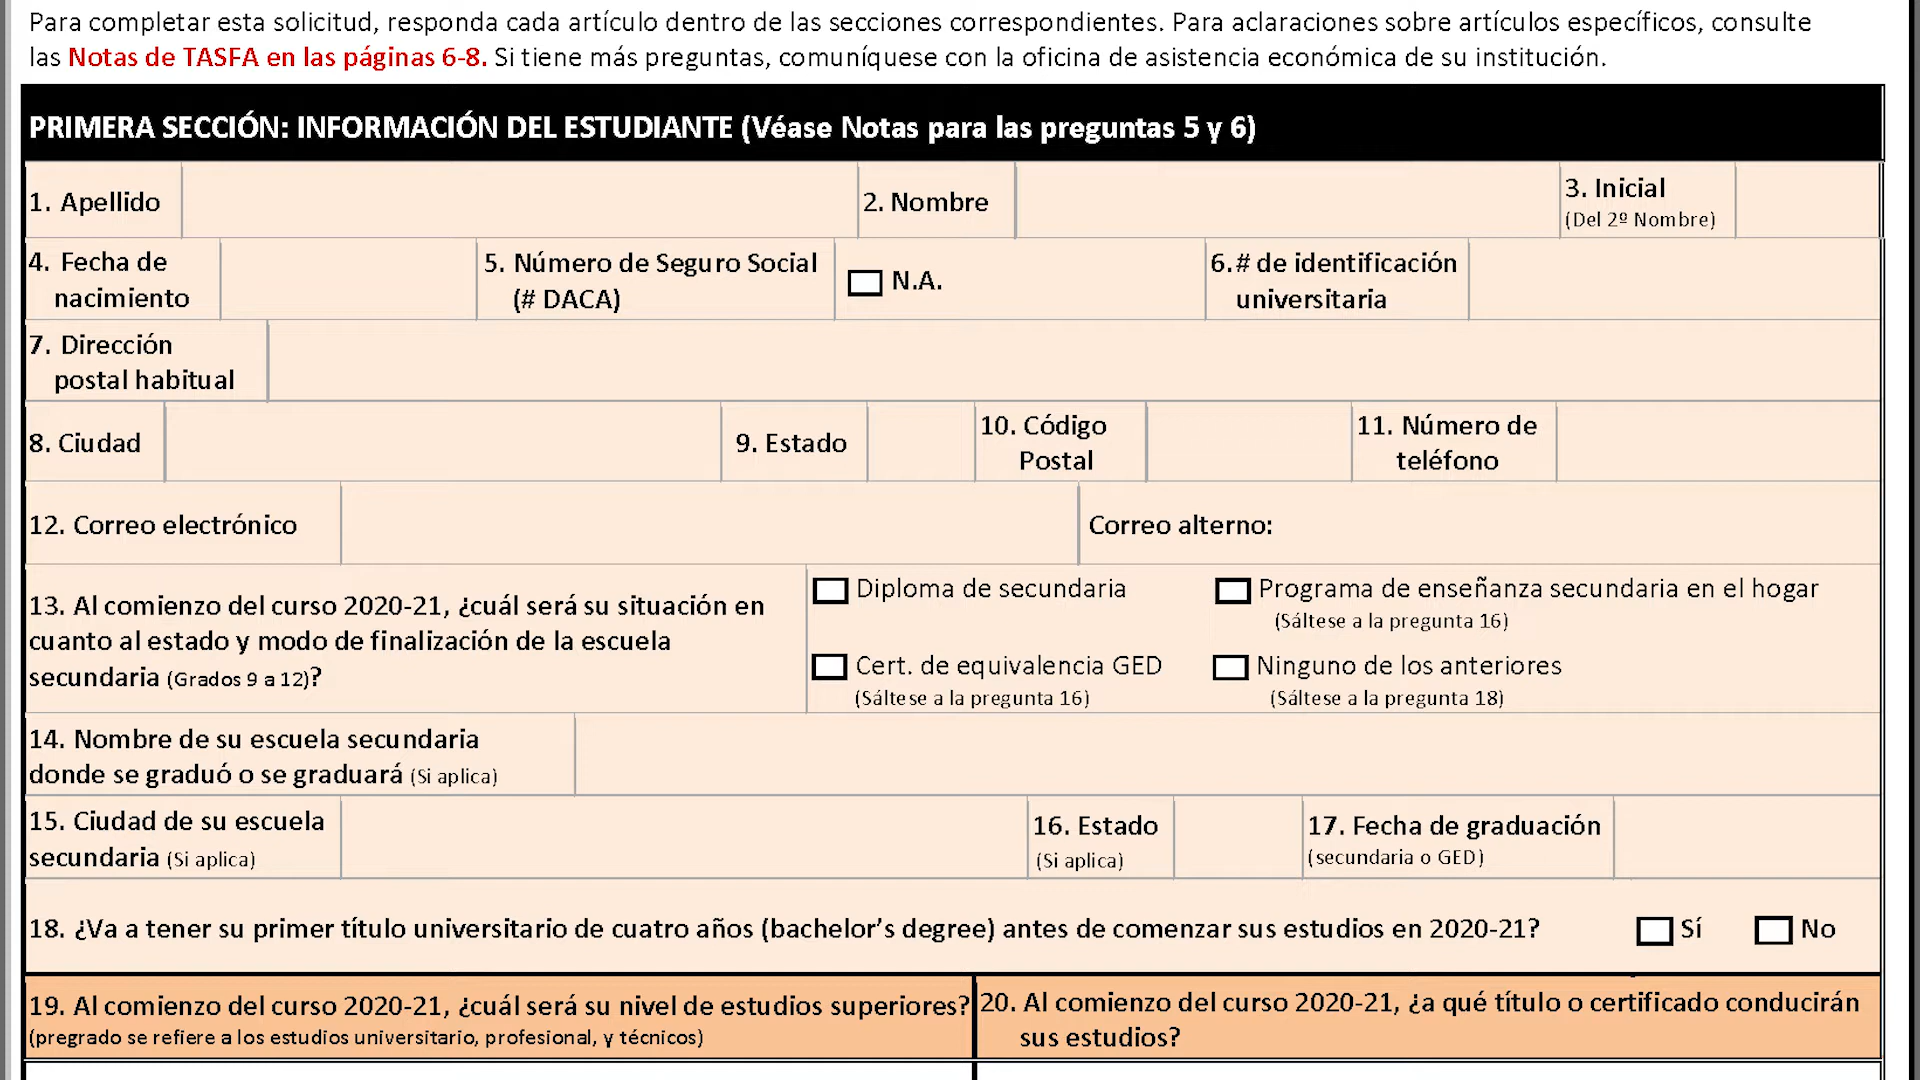 Para completar esta solicitud, responda cada artículo dentro de las secciones correspondientes. Para aclaraciones sobre artículos específicos, consulte
las Notas de TASFA en las páginas 6-8. Si tiene más preguntas, comuníquese con la oficina de asistencia económica de su institución.
PRIMERA SECCIÓN: INFORMACIÓN DEL ESTUDIANTE (Véase Notas para las preguntas 5 y 6)
1. Apellido
2. Nombre
3. Inicial
(Del 2º Nombre)
4. Fecha de
nacimiento
5. Número de Seguro Social
(# DACA)
N.A.
6.# de identificación
universitaria
7. Dirección
postal habitual
8. Ciudad
9. Estado
10. Código
Postal
11. Número de
teléfono
12. Correo electrónico
Correo alterno:
13. Al comienzo del curso 2020-21, ¿cuál será su situación en
cuanto al estado y modo de finalización de la escuela
secundaria (Grados 9 a 12)?
Diploma de secundaria
Programa de enseñanza secundaria en el hogar
(Sáltese a la pregunta 16)
Cert. de equivalencia GED
(Sáltese a la pregunta 16)
Ninguno de los anteriores
(Sáltese a la pregunta 18)
14. Nombre de su escuela secundaria
donde se graduó o se graduará (Si aplica)
15. Ciudad de su escuela
secundaria (Si aplica)
16. Estado
(Si aplica)
17. Fecha de graduación
(secundaria o GED)
18. ¿Va a tener su primer título universitario de cuatro años (bachelor’s degree) antes de comenzar sus estudios en 2020-21?
Sí
No
19. Al comienzo del curso 2020-21, ¿cuál será su nivel de estudios superiores?
(pregrado se refiere a los estudios universitario, profesional, y técnicos)
20. Al comienzo del curso 2020-21, ¿a qué título o certificado conducirán
sus estudios?